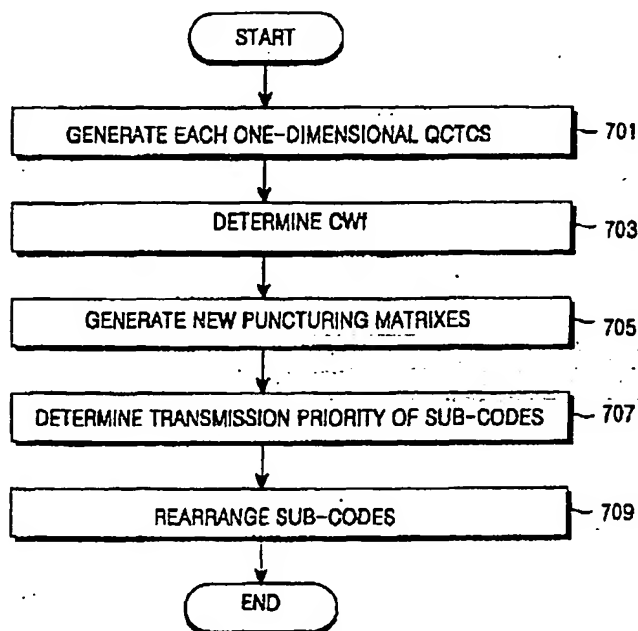 START
GENERATE EACH ONE-DIMENSIONAL QCTCS
701
DETERMINE CWf
703
GENERATE NEW PUNCTURING MATRIXES
705
DETERMINE TRANSMISSION PRIORITY OF SUB-CODES
707
REARRANGE SUB-CODES
709
END